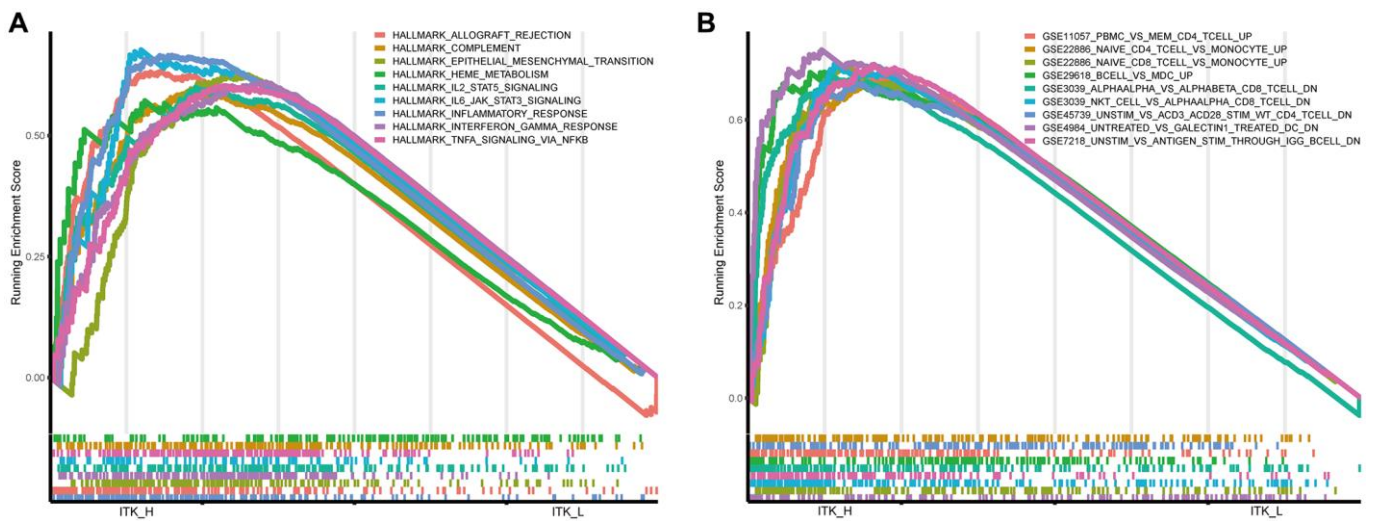 A
HALLMARK_ALLOGRAFT_REJECTION
HALLMARK_COMPLEMENT
HALLMARK_EPITHELIAL_MESENCHYMAL_TRANSITION
HALLMARK_HEME_METABOLISM
HALLMARK_IL2_STAT5_SIGNALING
HALLMARK_IL6_JAK_STAT3_SIGNALING
HALLMARK_INFLAMMATORY_RESPONSE
HALLMARK_INTERFERON_GAMMA_RESPONSE
HALLMARK_TNFA_SIGNALING_VIA_NFKB
Running Enrichment Score
0.50
0.25
0.00
ITK_H
ITK_L
B
GSE11057_PBMC_VS_MEM_CD4_TCELL_UP
GSE22886_NAIVE_CD4_TCELL_VS_MONOCYTE_UP
GSE22886_NAIVE_CD8_TCELL_VS_MONOCYTE_UP
GSE29618_BCELL_VS_MDC_UP
GSE3039_ALPHAALPHA_VS_ALPHABETA_CD8_TCELL_DN
GSE3039_NKT_CELL_VS_ALPHAALPHA_CD8_TCELL_DN
GSE45739_UNSTIM_VS_ACD3_ACD28_STIM_WT_CD4_TCELL_DN
GSE4984_UNTREATED_VS_GALECTIN1_TREATED_DC_DN
GSE7218_UNSTIM_VS_ANTIGEN_STIM_THROUGH_IGG_BCELL_DN
Running Enrichment Score
0.6
0.4
0.2
0.0
ITK_H
ITK_L